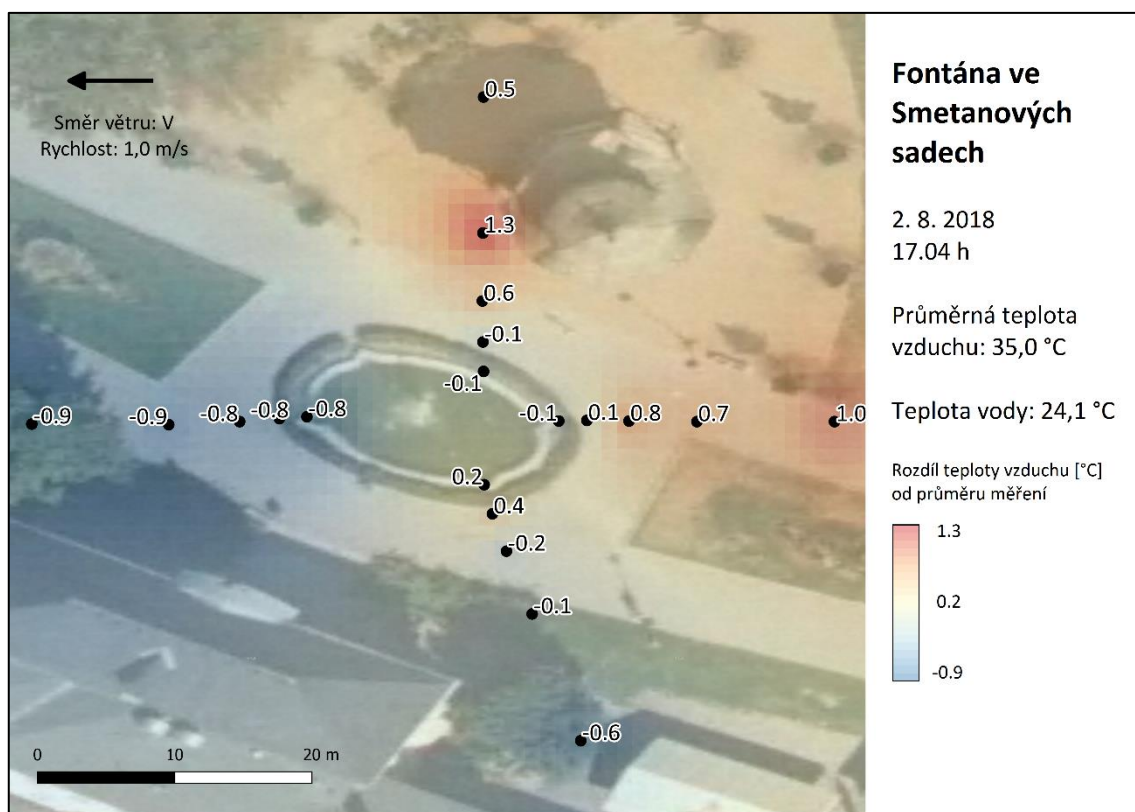 Směr větru: V
Rychlost: 1,0 m/s
0.5
1.3
0.6
-0.1
-0.1
-0.9
-0.9
-0.8
-0.8
-0.8
-0.1
0.1
0.8
0.7
1.0
0.2
0.4
-0.2
-0.1
-0.6
0 10 20 m
Fontána ve
Smetanových
sadech
2. 8. 2018
17.04 h
Průměrná teplota
vzduchu: 35,0 °C
Teplota vody: 24,1 °C
Rozdíl teploty vzduchu [°C]
od průměru měření
1.3
0.2
-0.9